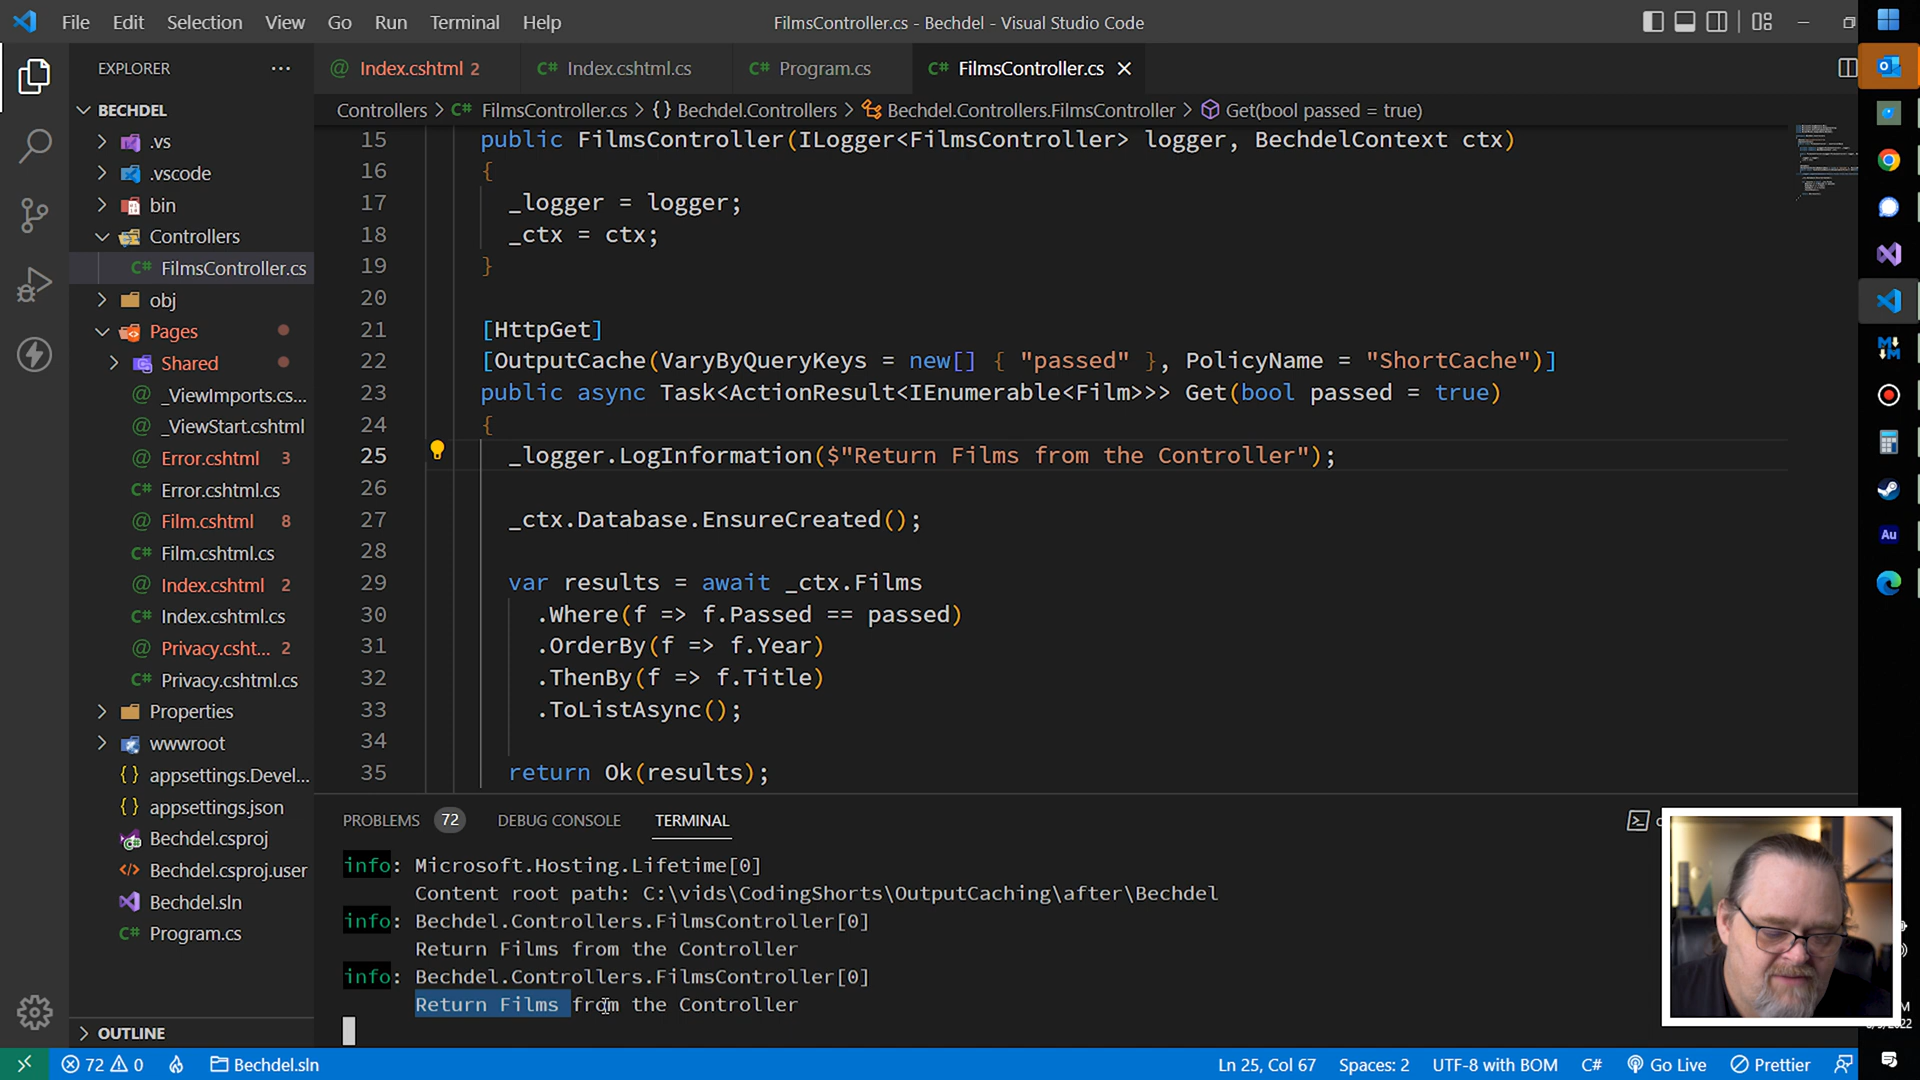 File Edit Selection View Go Run Terminal Help
FilmsController.cs - Bechdel - Visual Studio Code
EXPLORER
BECHDEL
.vs
.vscode
bin
Controllers
C# FilmsController.cs
obj
Pages
Shared
@ _ViewImports.cs...
@ _ViewStart.cshtml
@ Error.cshtml 3
C# Error.cshtml.cs
@ Film.cshtml 8
C# Film.cshtml.cs
@ Index.cshtml 2
C# Index.cshtml.cs
@ Privacy.csht... 2
C# Privacy.cshtml.cs
Properties
wwwroot
{} appsettings.Devel...
{} appsettings.json
Bechdel.csproj
Bechdel.csproj.user
Bechdel.sln
C# Program.cs
OUTLINE
@ Index.cshtml 2
C# Index.cshtml.cs
C# Program.cs
C# FilmsController.cs
Controllers > C# FilmsController.cs > {} Bechdel.Controllers > Bechdel.Controllers.FilmsController > Get(bool passed = true)
15 public FilmsController(ILogger<FilmsController> logger, BechdelContext ctx)
16 {
17 _logger = logger;
18 _ctx = ctx;
19 }
20
21 [HttpGet]
22 [OutputCache(VaryByQueryKeys = new[] { "passed" }, PolicyName = "ShortCache")]
23 public async Task<ActionResult<IEnumerable<Film>>> Get(bool passed = true)
24 {
25 _logger.LogInformation($"Return Films from the Controller");
26
27 _ctx.Database.EnsureCreated();
28
29 var results = await _ctx.Films
30 .Where(f => f.Passed == passed)
31 .OrderBy(f => f.Year)
32 .ThenBy(f => f.Title)
33 .ToListAsync();
34
35 return Ok(results);
PROBLEMS 72 DEBUG CONSOLE TERMINAL
info: Microsoft.Hosting.Lifetime[0]
Content root path: C:\vids\CodingShorts\OutputCaching\after\Bechdel
info: Bechdel.Controllers.FilmsController[0]
Return Films from the Controller
info: Bechdel.Controllers.FilmsController[0]
Return Films from the Controller
72 0 Bechdel.sln
Ln 25, Col 67 Spaces: 2 UTF-8 with BOM C# Go Live Prettier
Au